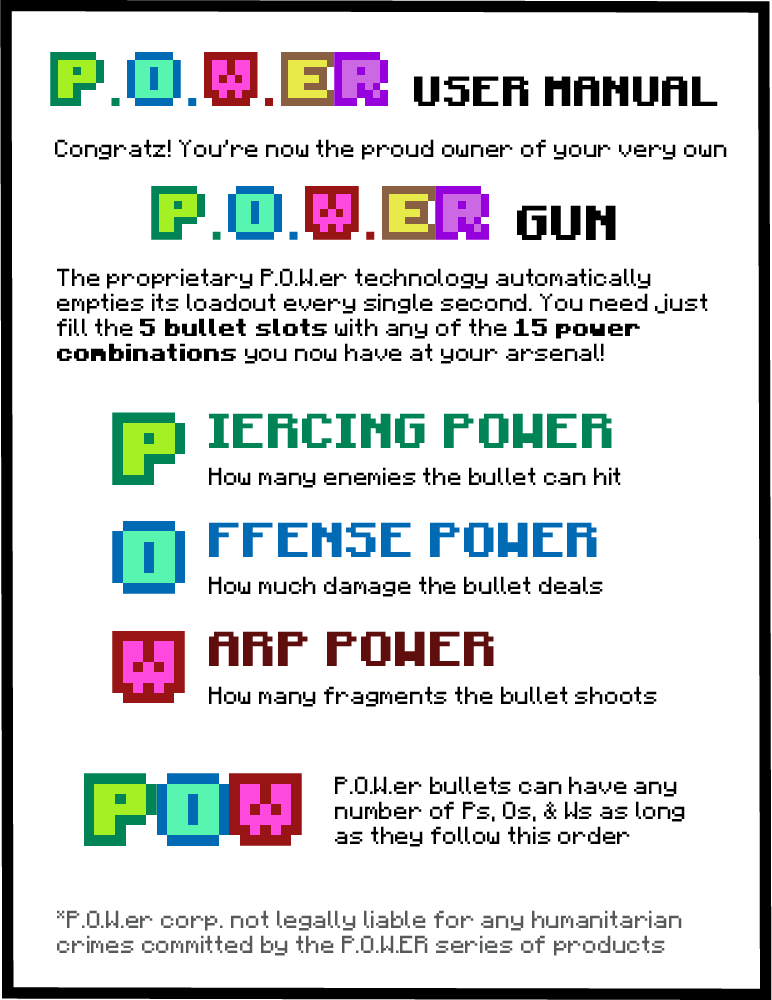 P.O.W.ER USER MANUAL
Congratz! You're now the proud owner of your very own
P.O.W.ER GUN
The proprietary P.O.W.er technology automatically
empties its loadout every single second. You need just
fill the 5 bullet slots with any of the 15 power
combinations you now have at your arsenal!
PIERCING POWER
How many enemies the bullet can hit
OFFENSE POWER
How much damage the bullet deals
WARP POWER
How many fragments the bullet shoots
POW
P.O.W.er bullets can have any
number of Ps, Os, & Ws as long
as they follow this order
*P.O.W.er corp. not legally liable for any humanitarian
crimes committed by the P.O.W.ER series of products